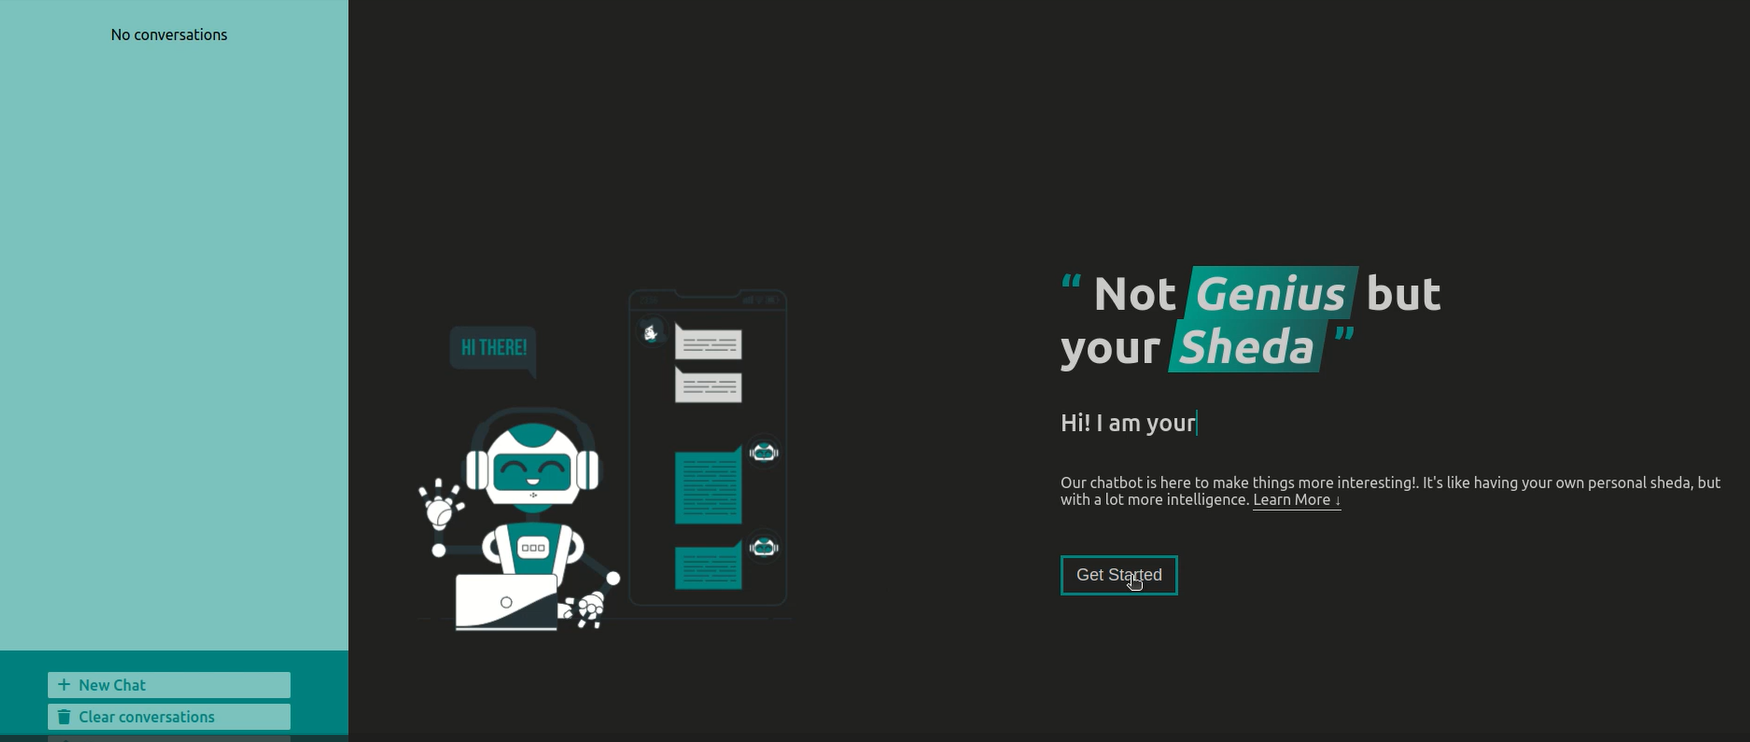 No conversations
“ Not Genius but
your Sheda ”
HI THERE!
Hi! I am your
Our chatbot is here to make things more interesting!. It's like having your own personal sheda, but
with a lot more intelligence. Learn More ↓
Get Started
+ New Chat
Clear conversations